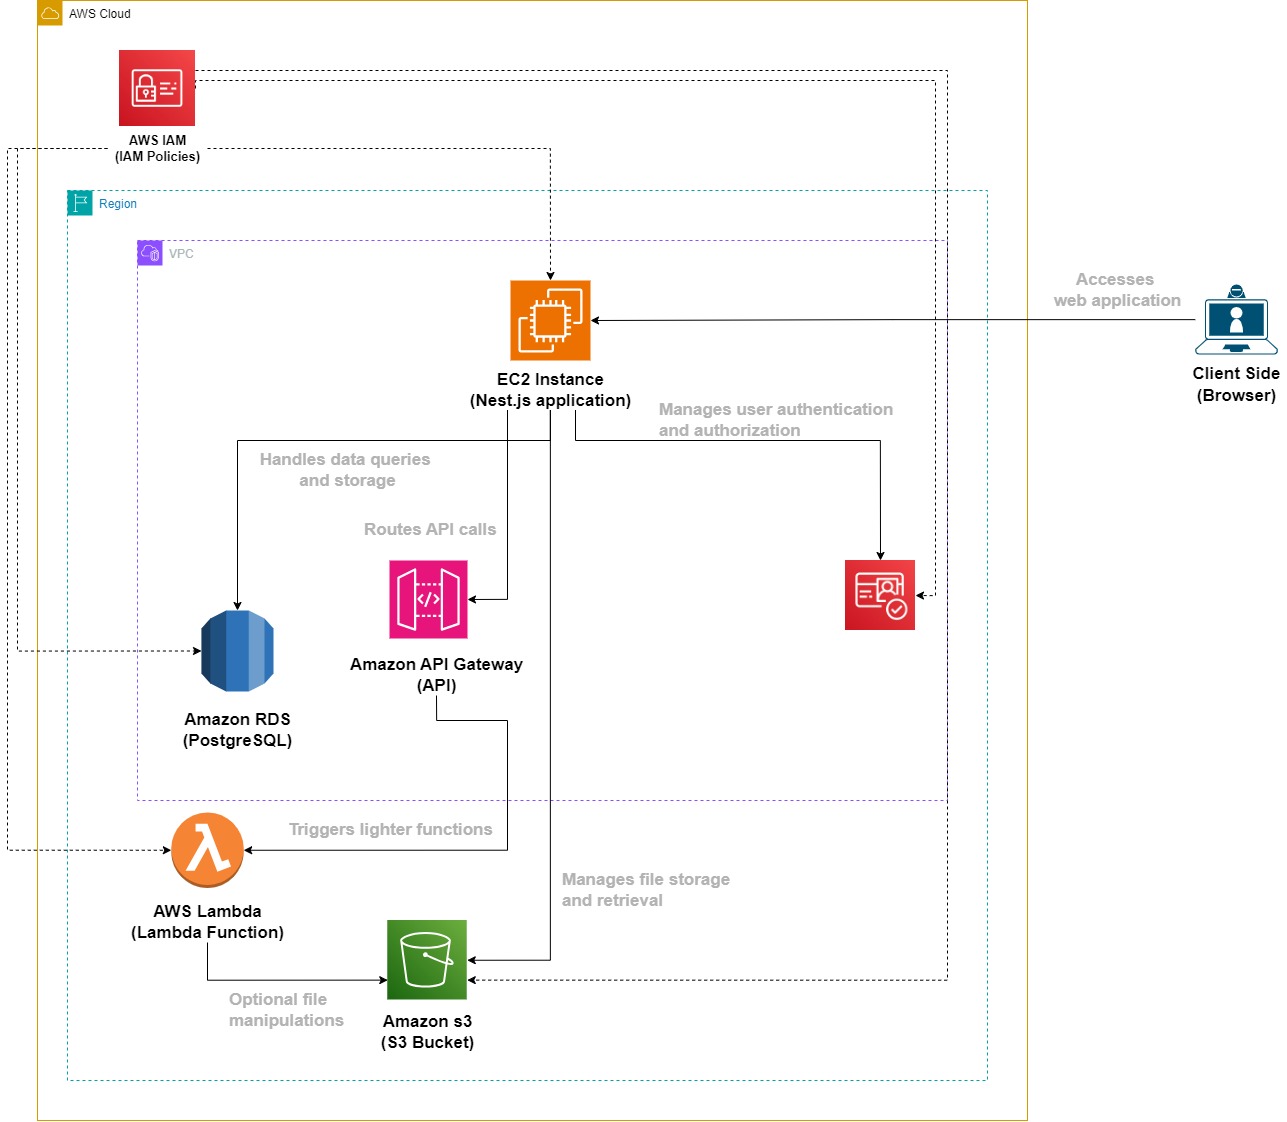 AWS Cloud
AWS IAM
(IAM Policies)
Region
VPC
Accesses
web application
Client Side
(Browser)
EC2 Instance
(Nest.js application)
Manages user authentication
and authorization
Handles data queries
and storage
Routes API calls
Amazon API Gateway
(API)
Amazon RDS
(PostgreSQL)
Triggers lighter functions
Manages file storage
and retrieval
AWS Lambda
(Lambda Function)
Optional file
manipulations
Amazon s3
(S3 Bucket)